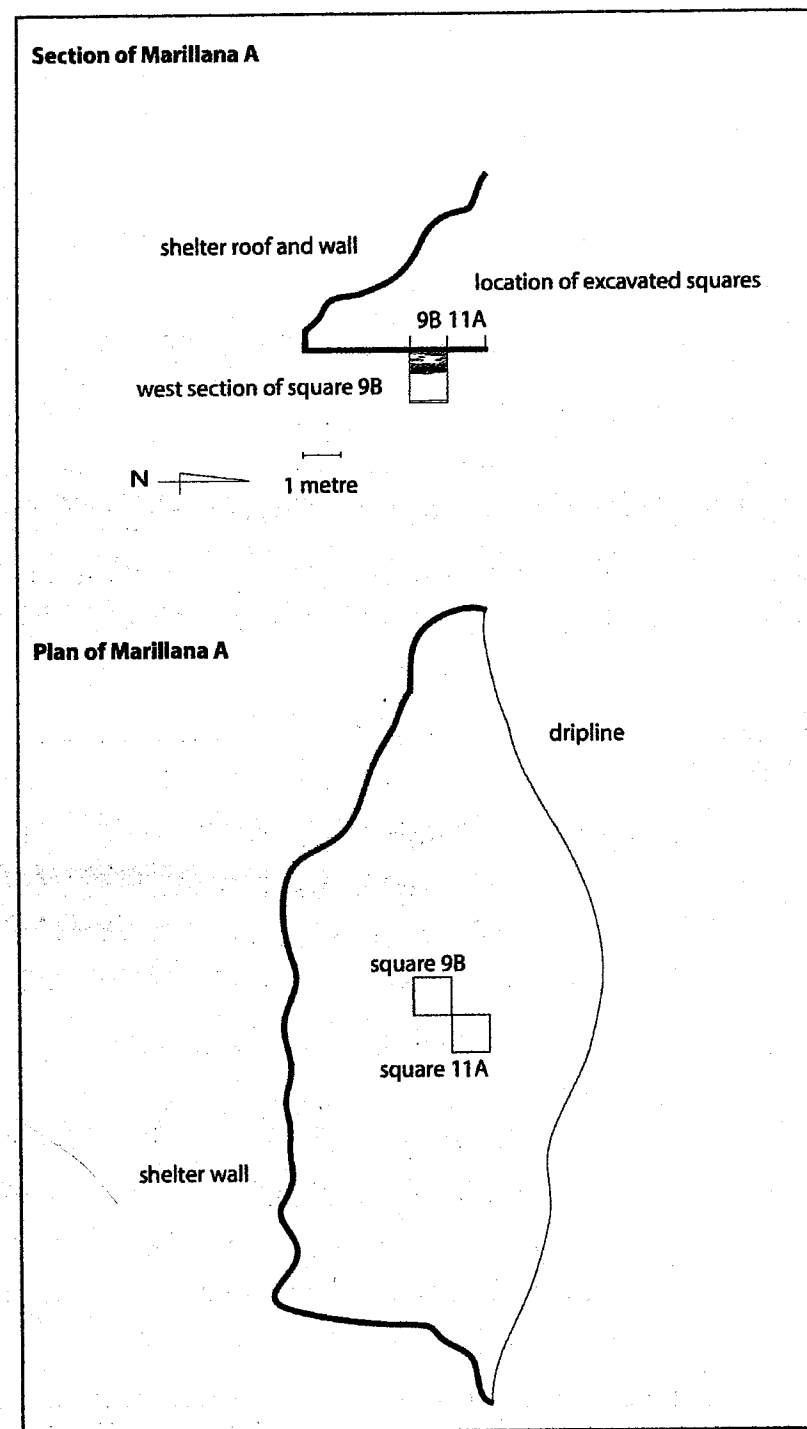 Section of Marillana A
shelter roof and wall
location of excavated squares
9B 11A
west section of square 9B
N
1 metre
Plan of Marillana A
dripline
square 9B
square 11A
shelter wall